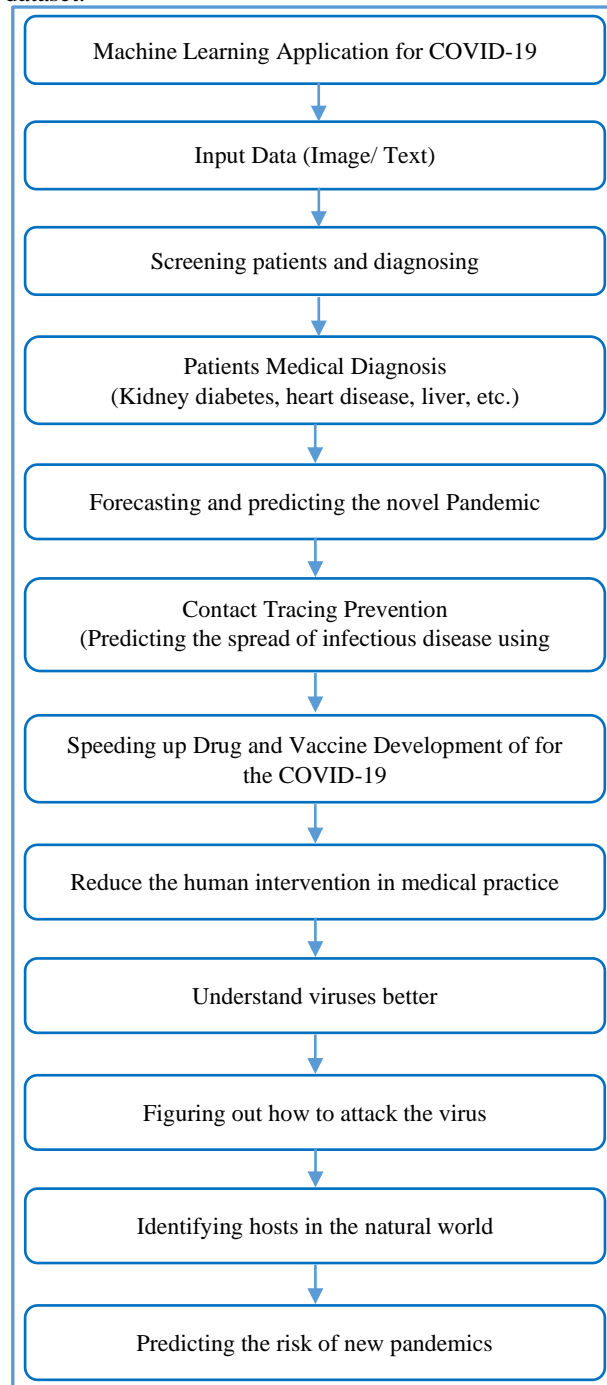 dataset.
Machine Learning Application for COVID-19
Input Data (Image/ Text)
Screening patients and diagnosing
Patients Medical Diagnosis
(Kidney diabetes, heart disease, liver, etc.)
Forecasting and predicting the novel Pandemic
Contact Tracing Prevention
(Predicting the spread of infectious disease using
Speeding up Drug and Vaccine Development of for
the COVID-19
Reduce the human intervention in medical practice
Understand viruses better
Figuring out how to attack the virus
Identifying hosts in the natural world
Predicting the risk of new pandemics